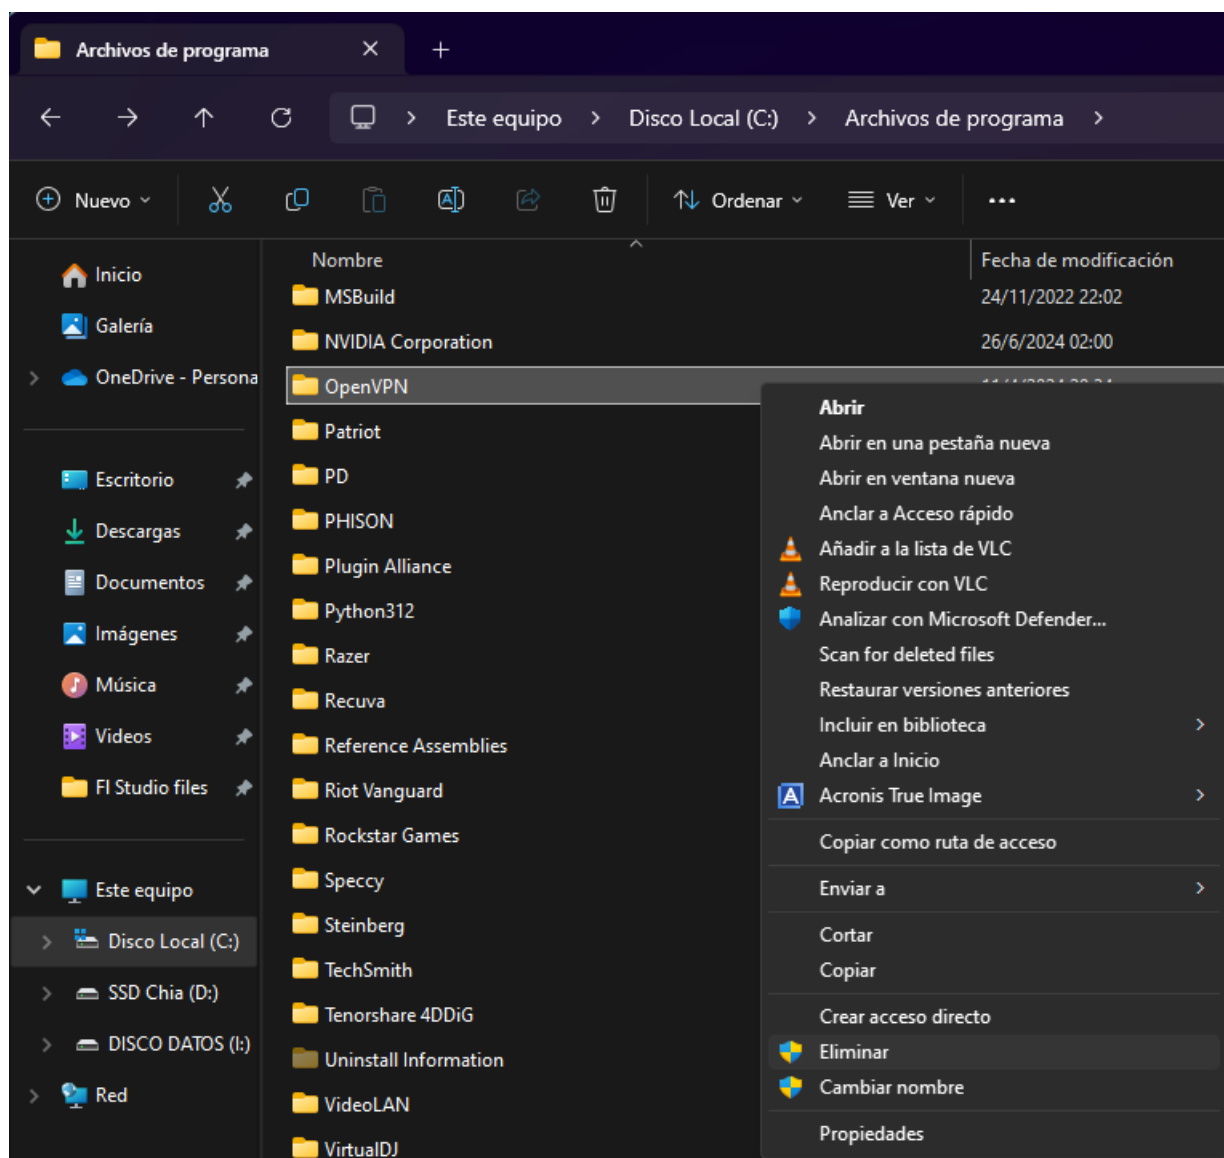 Archivos de programa
Este equipo > Disco Local (C:) > Archivos de programa >
Nuevo
Ordenar
Ver
Inicio
Galería
OneDrive - Persona
Escritorio
Descargas
Documentos
Imágenes
Música
Videos
Fl Studio files
Este equipo
Disco Local (C:)
SSD Chia (D:)
DISCO DATOS (I:)
Red
Nombre Fecha de modificación
MSBuild 24/11/2022 22:02
NVIDIA Corporation 26/6/2024 02:00
OpenVPN
Patriot
PD
PHISON
Plugin Alliance
Python312
Razer
Recuva
Reference Assemblies
Riot Vanguard
Rockstar Games
Speccy
Steinberg
TechSmith
Tenorshare 4DDiG
Uninstall Information
VideoLAN
VirtualDJ
Abrir
Abrir en una pestaña nueva
Abrir en ventana nueva
Anclar a Acceso rápido
Añadir a la lista de VLC
Reproducir con VLC
Analizar con Microsoft Defender...
Scan for deleted files
Restaurar versiones anteriores
Incluir en biblioteca
Anclar a Inicio
Acronis True Image
Copiar como ruta de acceso
Enviar a
Cortar
Copiar
Crear acceso directo
Eliminar
Cambiar nombre
Propiedades